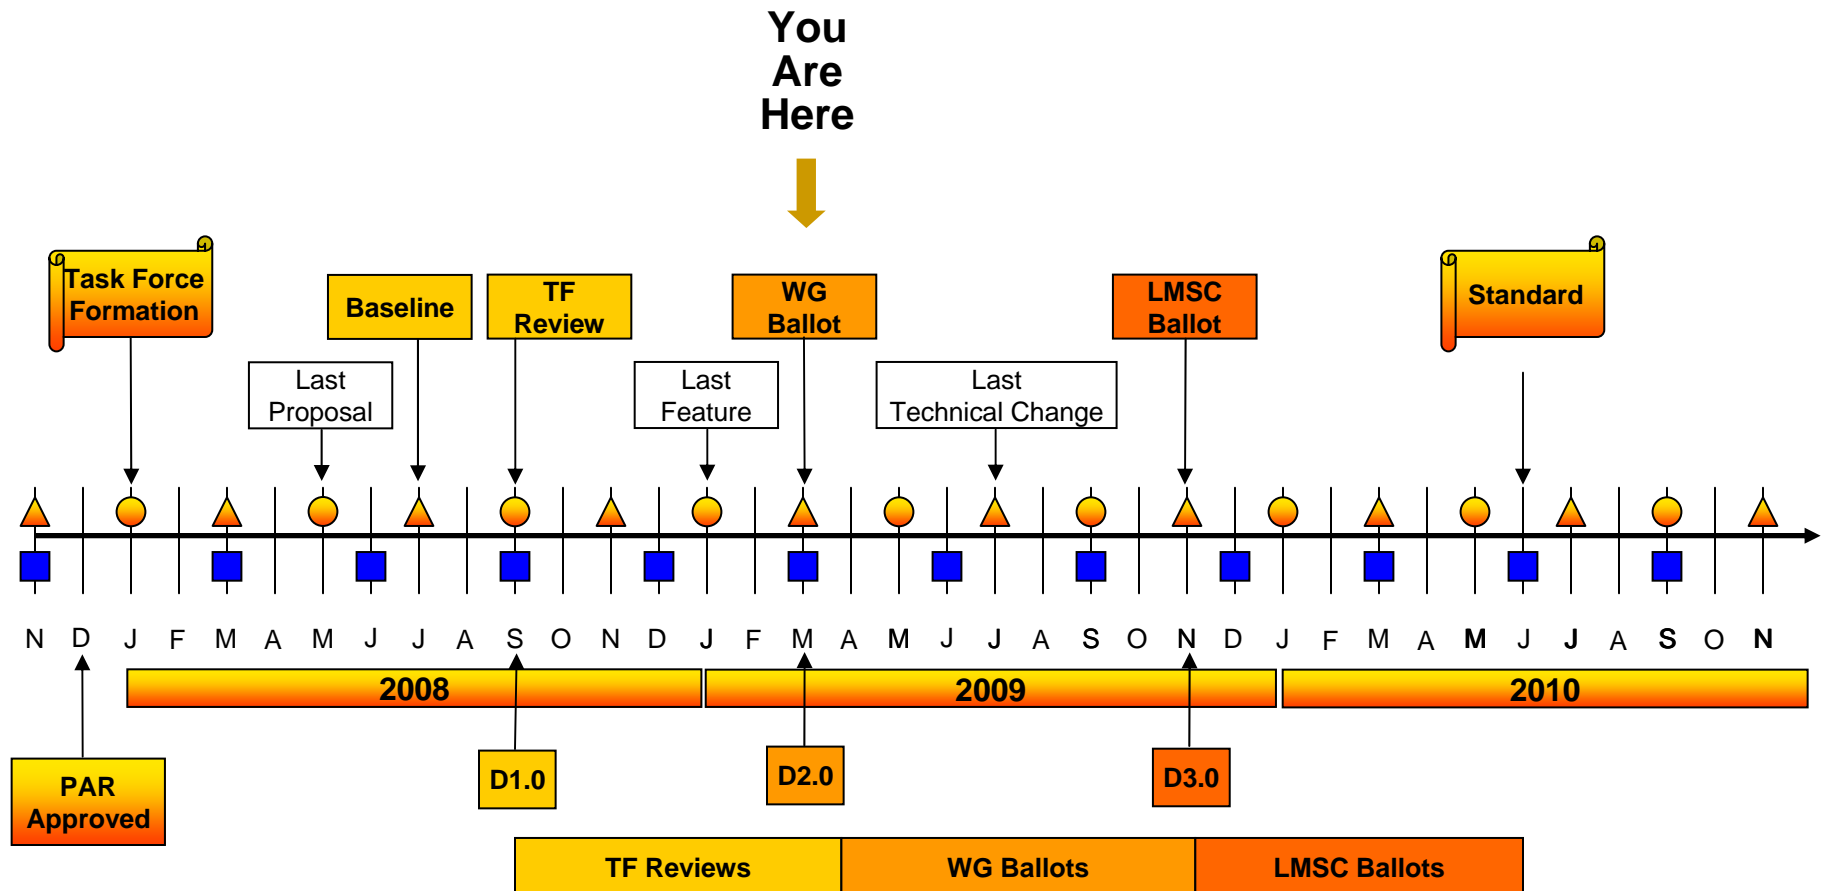 You
Are
Here
Task Force
Formation
Baseline
TF
Review
WG
Ballot
LMSC
Ballot
Standard
Last
Proposal
Last
Feature
Last
Technical Change
N D J F M A M J J A S O N D J F M A M J J A S O N D J F M A M J J A S O N
2008 2009 2010
PAR
Approved
D1.0
D2.0
D3.0
TF Reviews WG Ballots LMSC Ballots